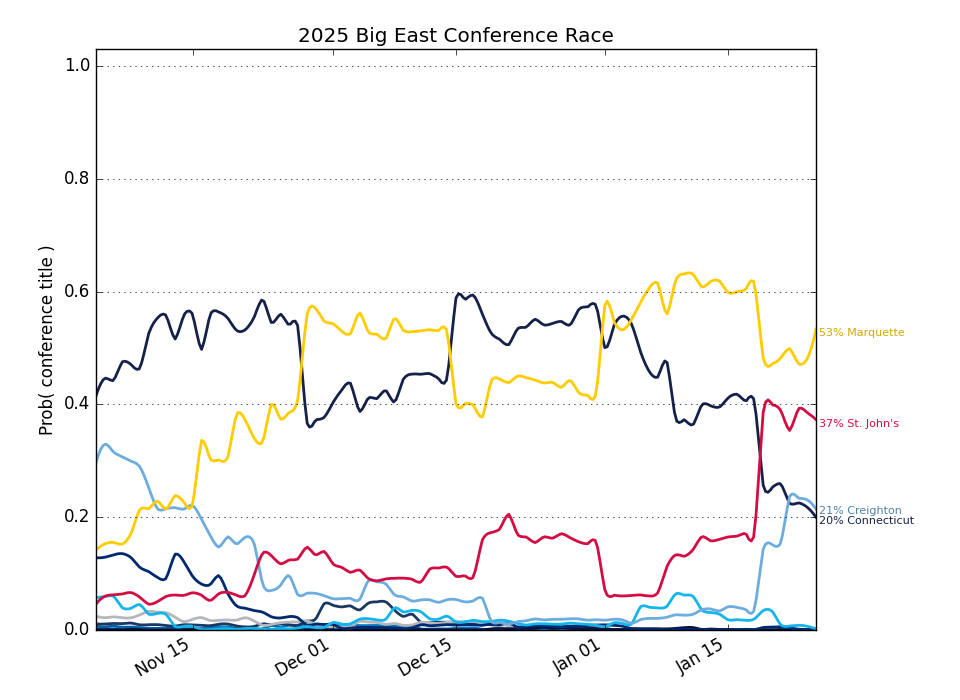 2025 Big East Conference Race
1.0
0.8
0.6
0.4
0.2
0.0
Prob( conference title )
53% Marquette
37% St. John's
21% Creighton
20% Connecticut
Nov 15
Dec 01
Dec 15
Jan 01
Jan 15